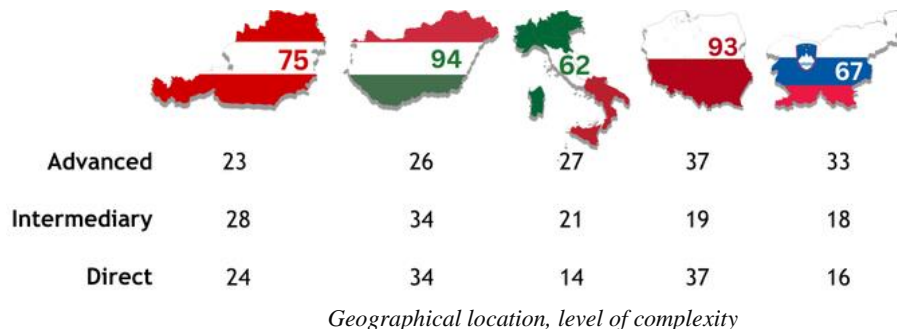 75 94 62 93 67
Advanced 23 26 27 37 33
Intermediary 28 34 21 19 18
Direct 24 34 14 37 16
Geographical location, level of complexity